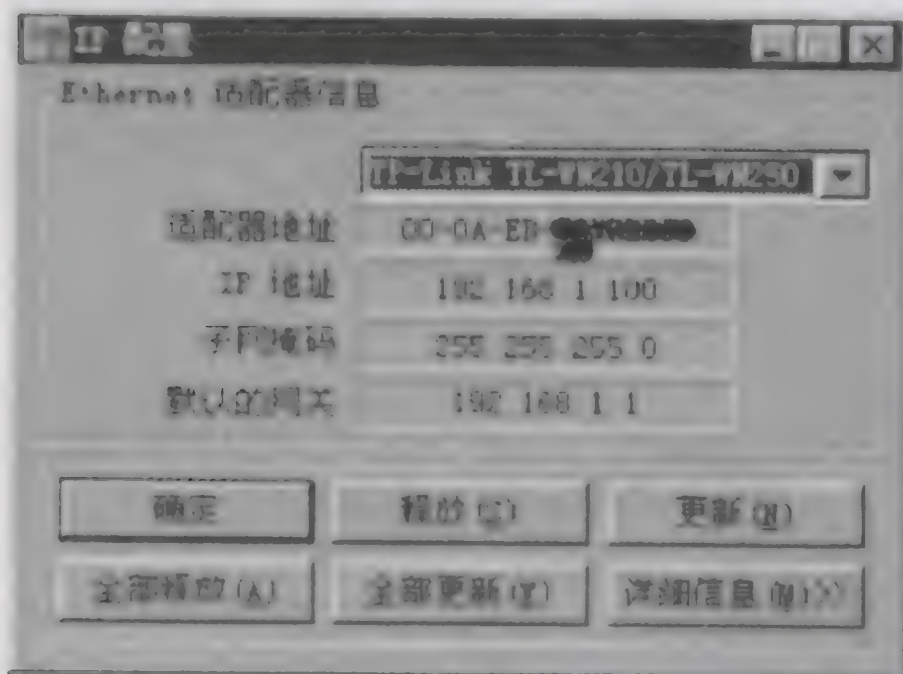 IP 配置
Ethernet 适配器信息
TP-Link TL-WN210/TL-WN250
适配器地址
00-0A-EB
IP 地址
192.168.1.100
子网掩码
255.255.255.0
默认的网关
192.168.1.1
确定
释放(S)
更新(N)
全部释放(A)
全部更新(W)
详细信息(M)>>